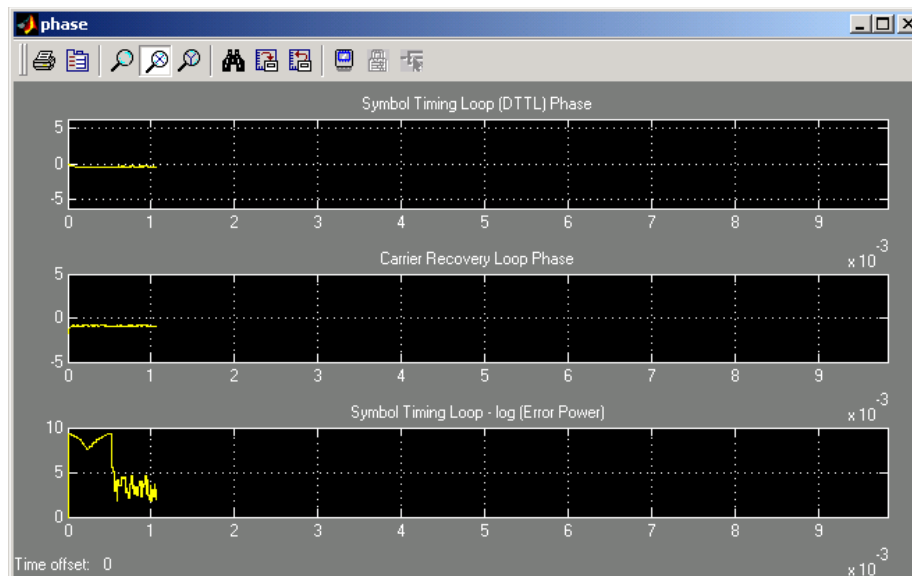 phase
Symbol Timing Loop (DTTL) Phase
5
0
-5
0 1 2 3 4 5 6 7 8 9
x 10^-3
Carrier Recovery Loop Phase
5
0
-5
0 1 2 3 4 5 6 7 8 9
x 10^-3
Symbol Timing Loop - log (Error Power)
10
5
0
0 1 2 3 4 5 6 7 8 9
x 10^-3
Time offset: 0